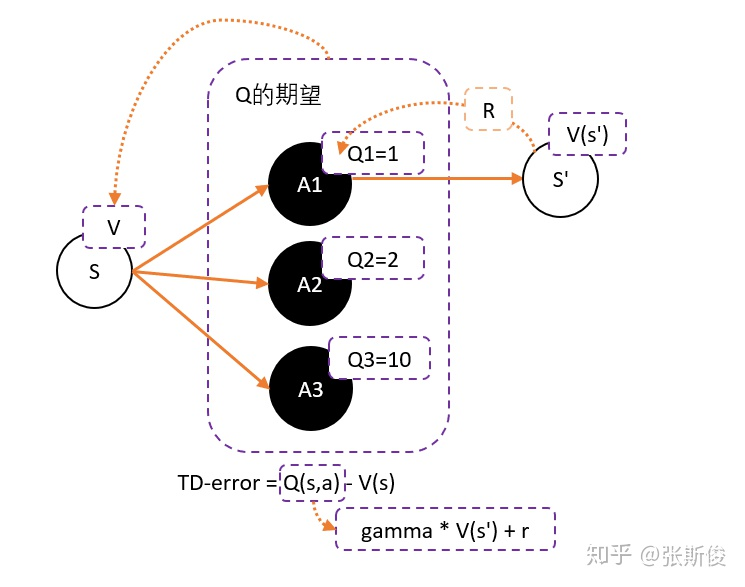 Q的期望
R
V(s')
Q1=1
A1
S'
V
S
Q2=2
A2
Q3=10
A3
TD-error = Q(s,a) - V(s)
gamma * V(s') + r
知乎 @张斯俊